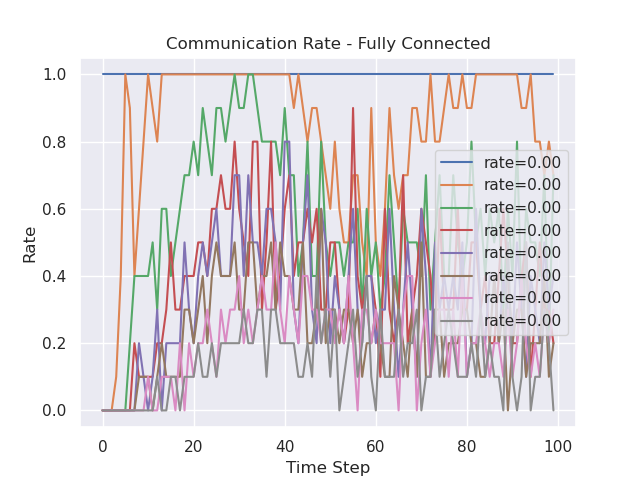 Communication Rate - Fully Connected
1.0
0.8
0.6
0.4
0.2
0.0
Rate
rate=0.00
rate=0.00
rate=0.00
rate=0.00
rate=0.00
rate=0.00
rate=0.00
rate=0.00
0 20 40 60 80 100
Time Step